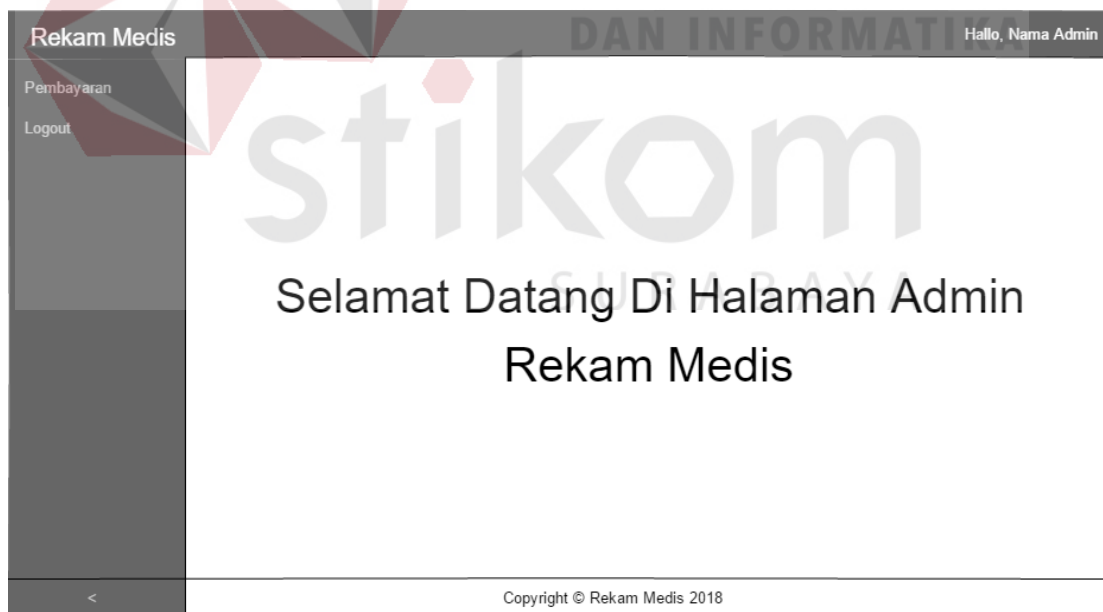 DAN INFORMATIKA
Rekam Medis
Hallo, Nama Admin
Pembayaran
Logout
stikom
SURABAYA
Selamat Datang Di Halaman Admin
Rekam Medis
<
Copyright © Rekam Medis 2018